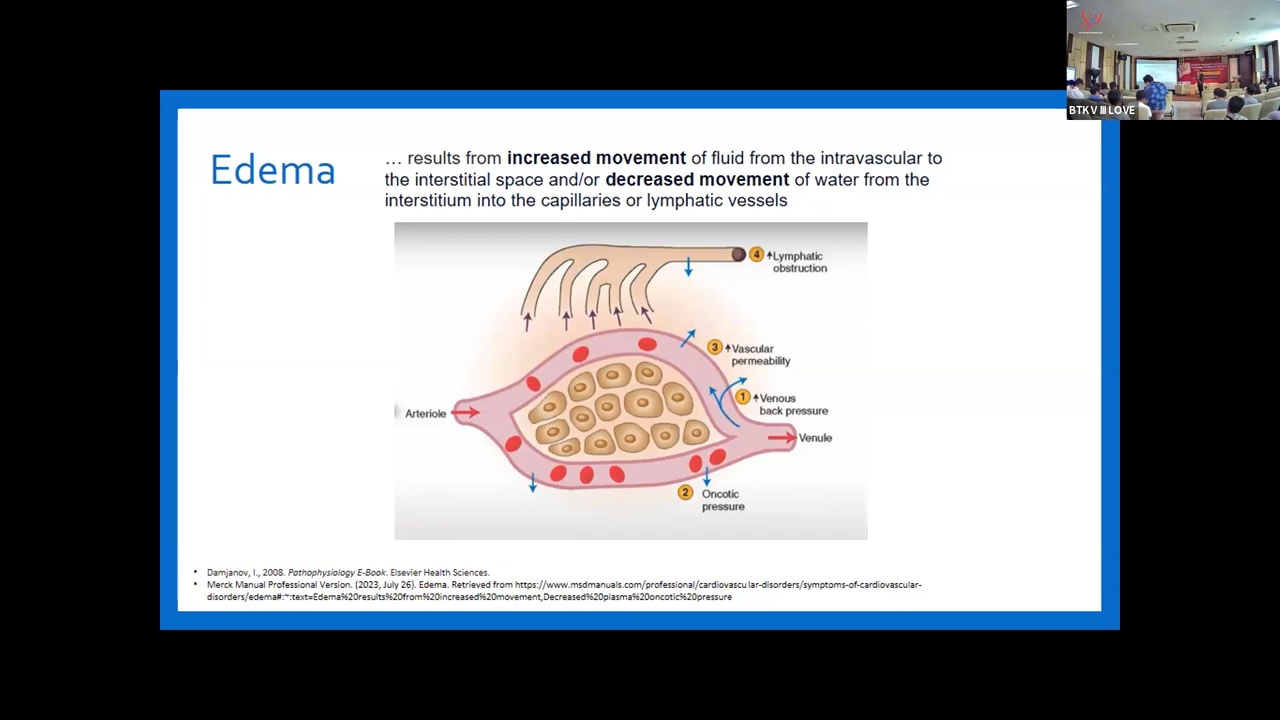 BTKV III LOVE
Edema
… results from increased movement of fluid from the intravascular to
the interstitial space and/or decreased movement of water from the
interstitium into the capillaries or lymphatic vessels
4 ↑Lymphatic
obstruction
3 ↑Vascular
permeability
1 ↑Venous
back pressure
Arteriole
Venule
2 Oncotic
pressure
• Damjanov, I., 2008. Pathophysiology E-Book. Elsevier Health Sciences.
• Merck Manual Professional Version. (2023, July 26). Edema. Retrieved from https://www.msdmanuals.com/professional/cardiovascular-disorders/symptoms-of-cardiovascular-
disorders/edema#:~:text=Edema%20results%20from%20increased%20movement,Decreased%20plasma%20oncotic%20pressure